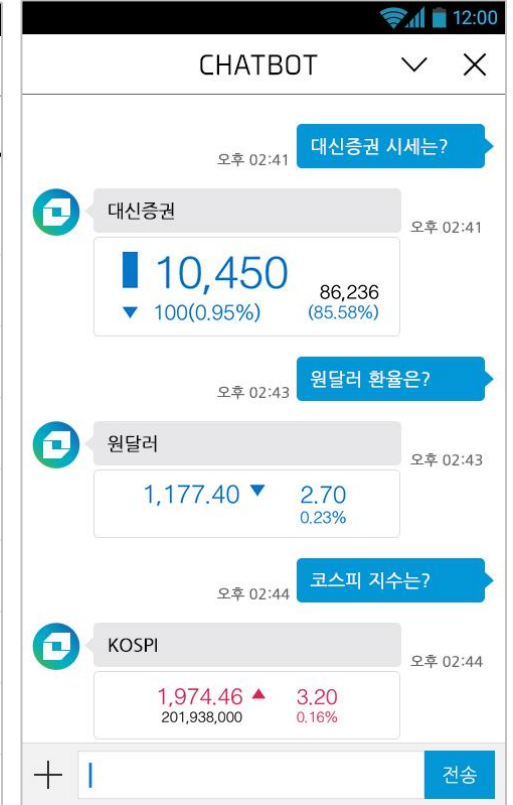 12:00
CHATBOT
대신증권 시세는?
오후 02:41
대신증권
오후 02:41
10,450
86,236
▼ 100(0.95%)
(85.58%)
원달러 환율은?
오후 02:43
원달러
오후 02:43
1,177.40 ▼ 2.70
0.23%
코스피 지수는?
오후 02:44
KOSPI
오후 02:44
1,974.46 ▲ 3.20
201,938,000 0.16%
전송